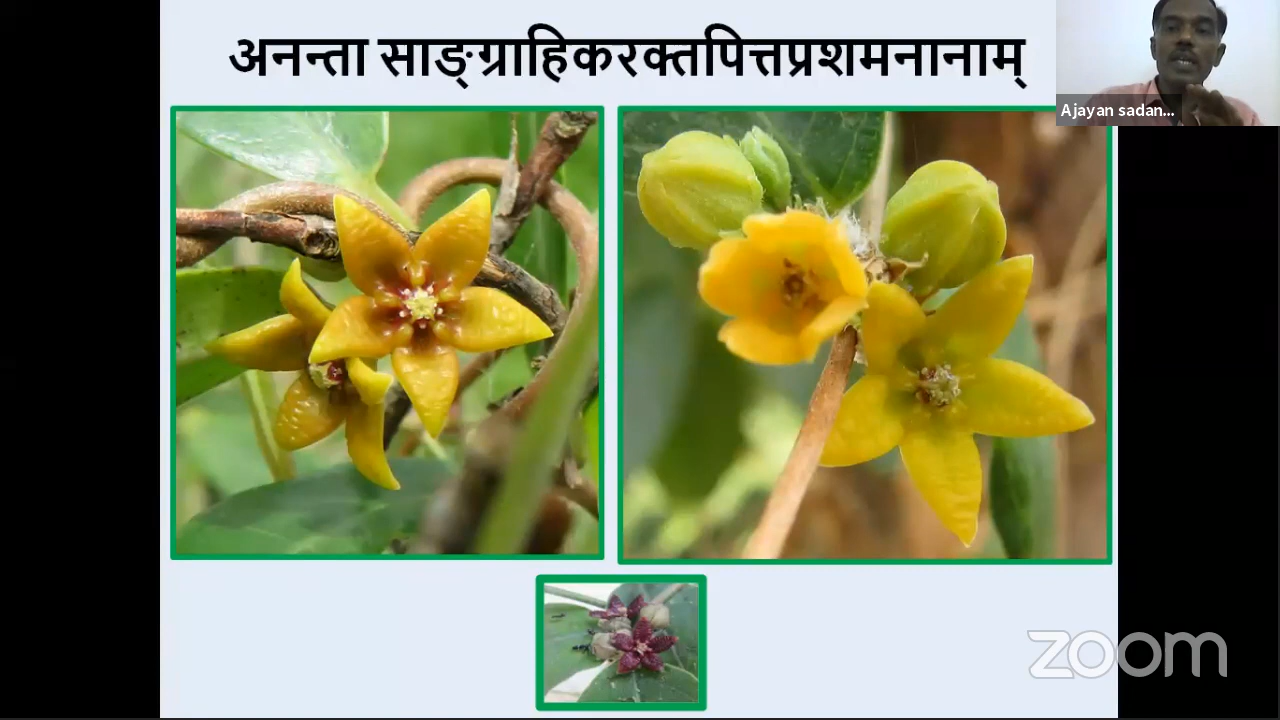 अनन्ता साङ्ग्राहिकरक्तपित्तप्रशमनानाम्
Ajayan sadan...
zoom